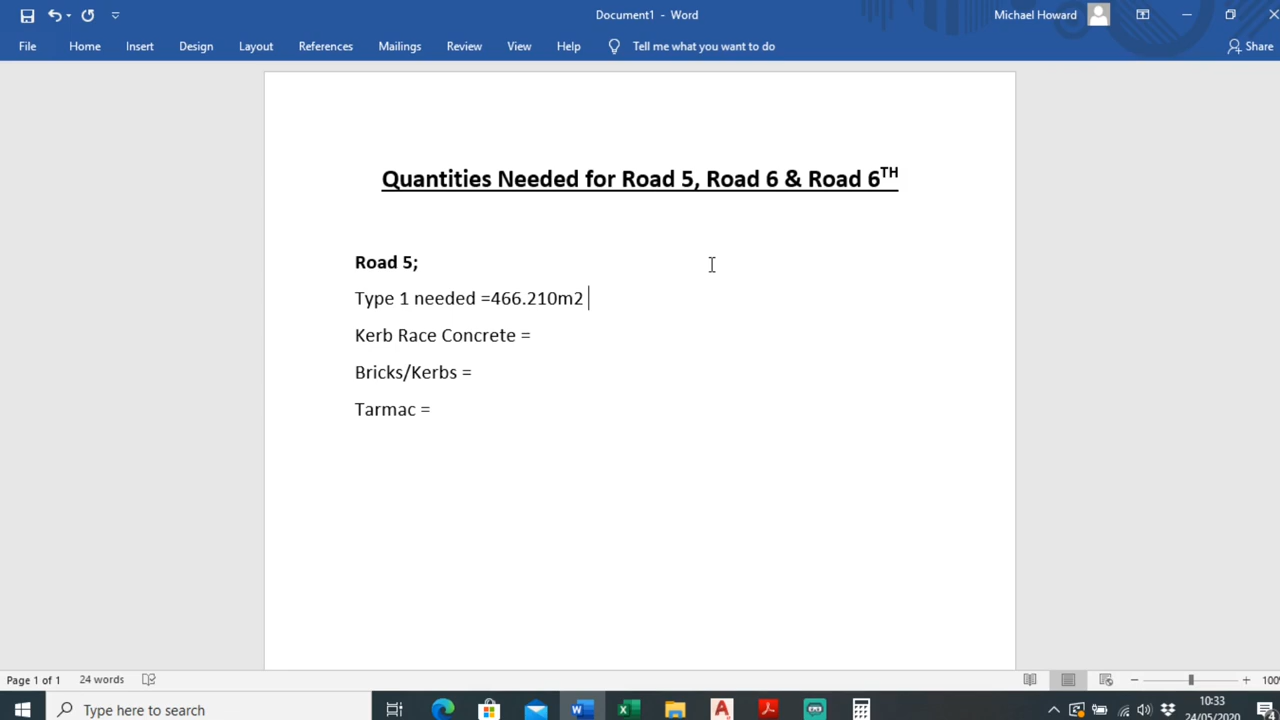 Document1 - Word
Michael Howard
File Home Insert Design Layout References Mailings Review View Help Tell me what you want to do Share
Quantities Needed for Road 5, Road 6 & Road 6TH
Road 5;
Type 1 needed =466.210m2
Kerb Race Concrete =
Bricks/Kerbs =
Tarmac =
Page 1 of 1 24 words 100%
Type here to search
10:33
24/05/2020